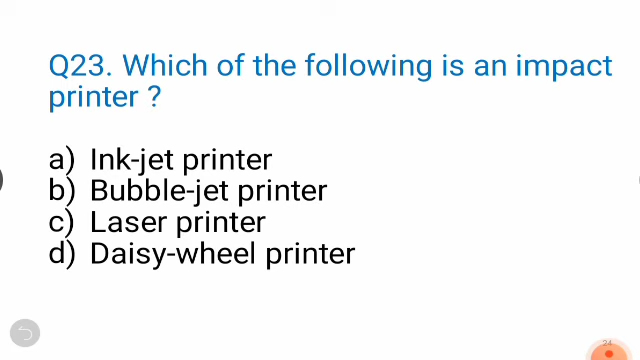 Q23. Which of the following is an impact
printer ?
a) Ink-jet printer
b) Bubble-jet printer
c) Laser printer
d) Daisy-wheel printer
24